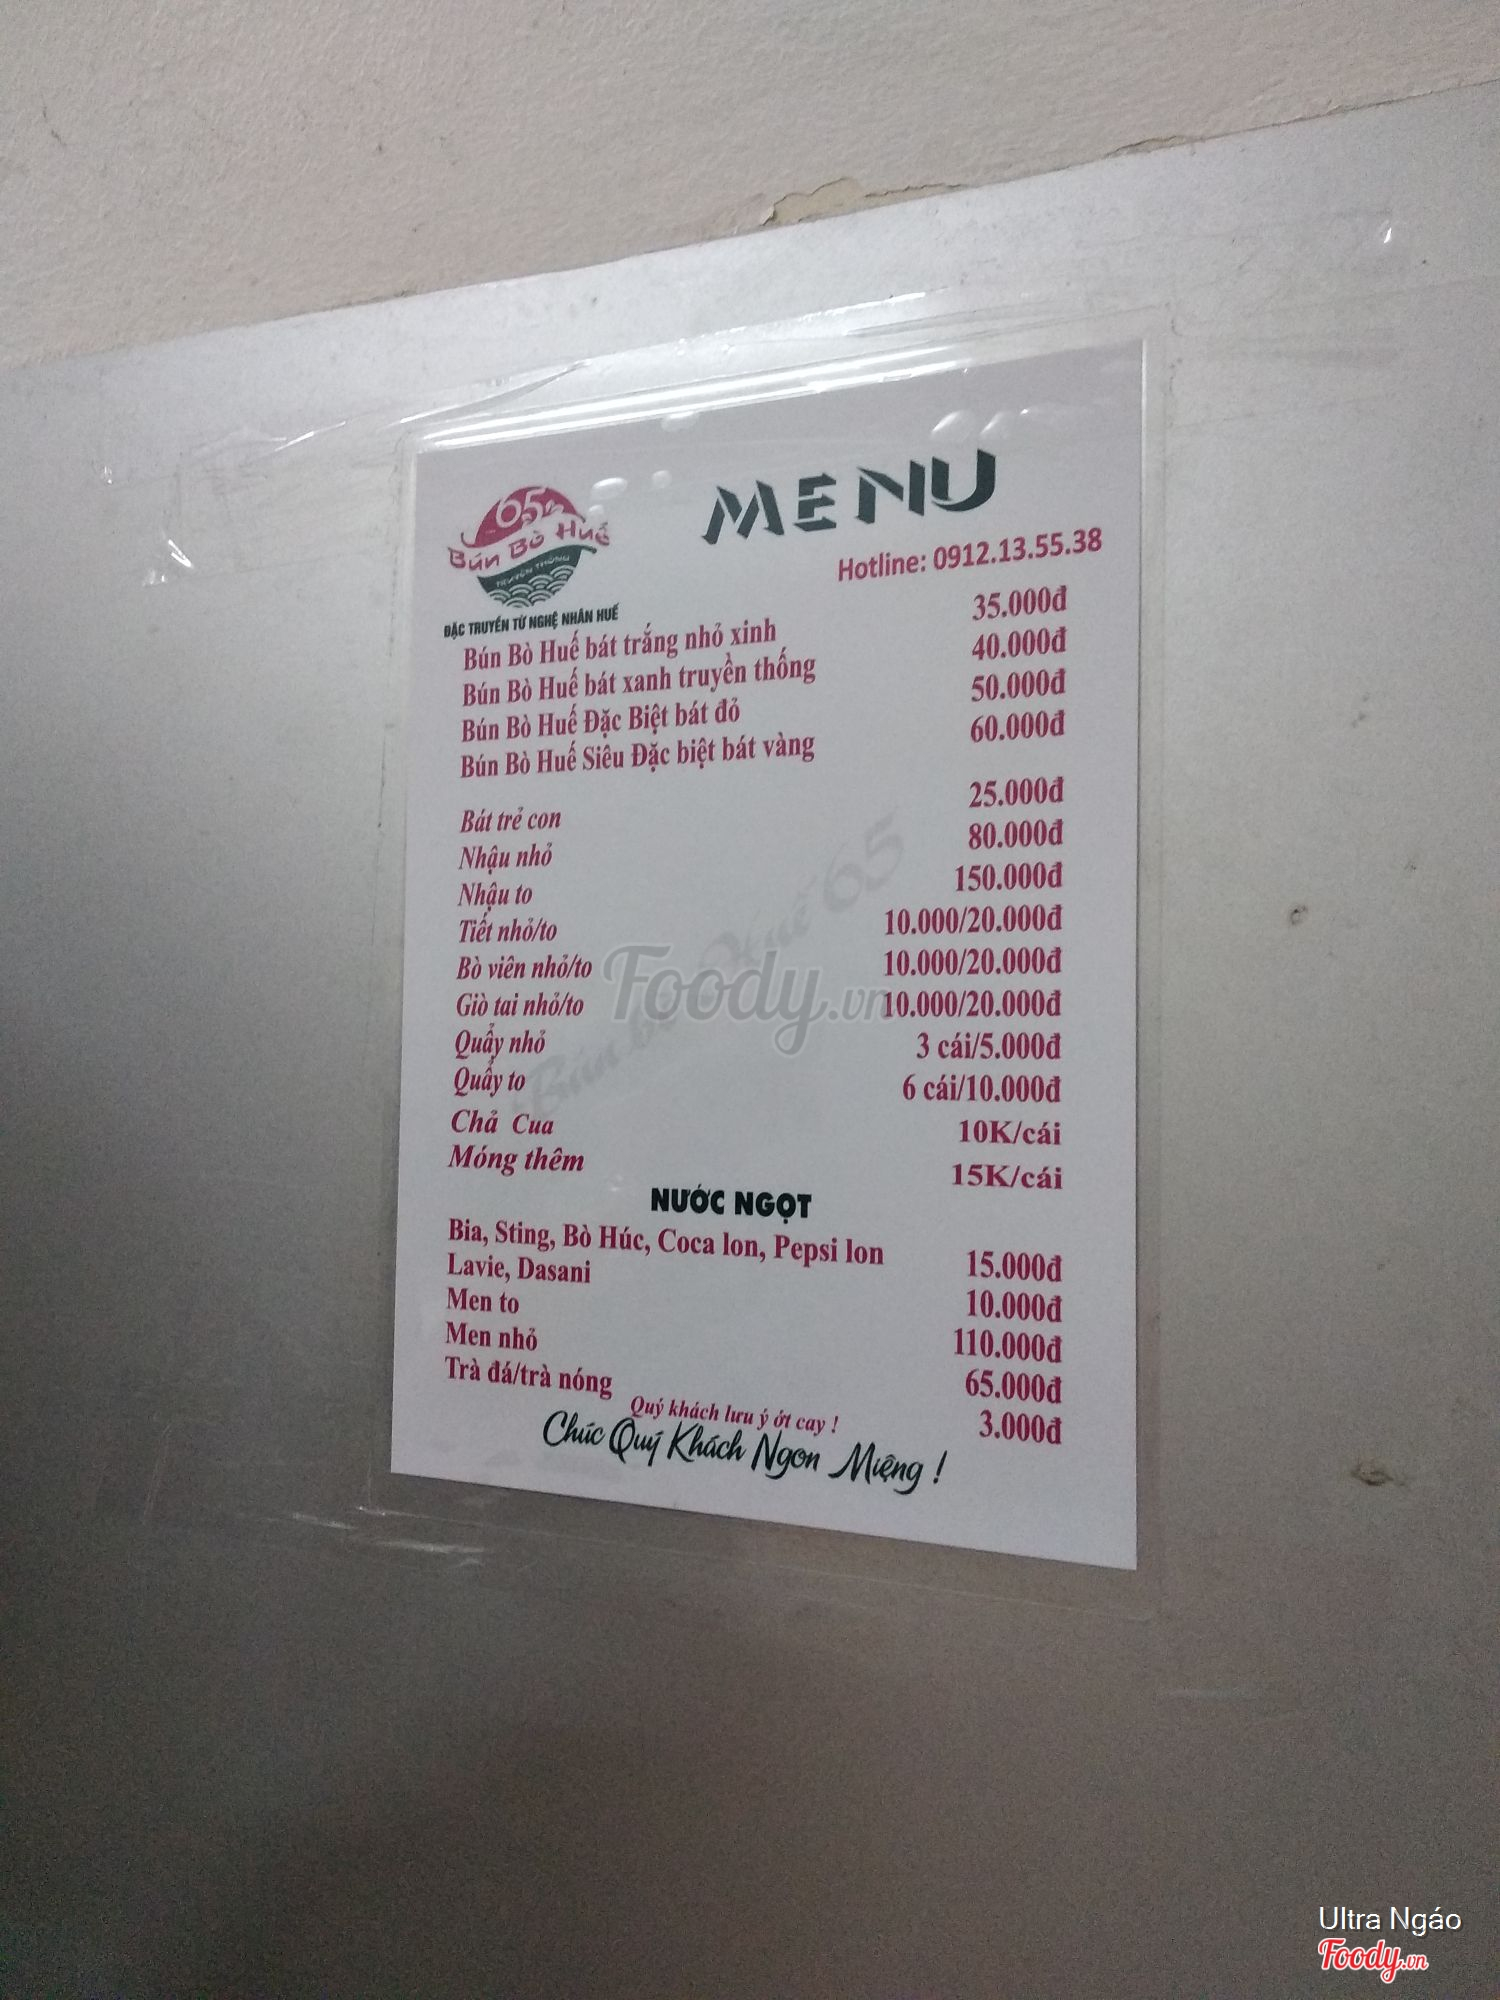 65
Bún Bò Huế
TRUYỀN THỐNG
ĐẶC TRUYỀN TỪ NGHỆ NHÂN HUẾ
MENU
Hotline: 0912.13.55.38
Bún Bò Huế bát trắng nhỏ xinh 35.000đ
Bún Bò Huế bát xanh truyền thống 40.000đ
Bún Bò Huế Đặc Biệt bát đỏ 50.000đ
Bún Bò Huế Siêu Đặc biệt bát vàng 60.000đ
Bát trẻ con 25.000đ
Nhậu nhỏ 80.000đ
Nhậu to 150.000đ
Tiết nhỏ/to 10.000/20.000đ
Bò viên nhỏ/to 10.000/20.000đ
Giò tai nhỏ/to 10.000/20.000đ
Quẩy nhỏ 3 cái/5.000đ
Quẩy to 6 cái/10.000đ
Chả Cua 10K/cái
Móng thêm 15K/cái
Bún bò Huế 65
Foody.vn
NƯỚC NGỌT
Bia, Sting, Bò Húc, Coca lon, Pepsi lon 15.000đ
Lavie, Dasani 10.000đ
Men to 110.000đ
Men nhỏ 65.000đ
Trà đá/trà nóng 3.000đ
Quý khách lưu ý ớt cay !
Chúc Quý Khách Ngon Miệng !
Ultra Ngáo
Foody.vn